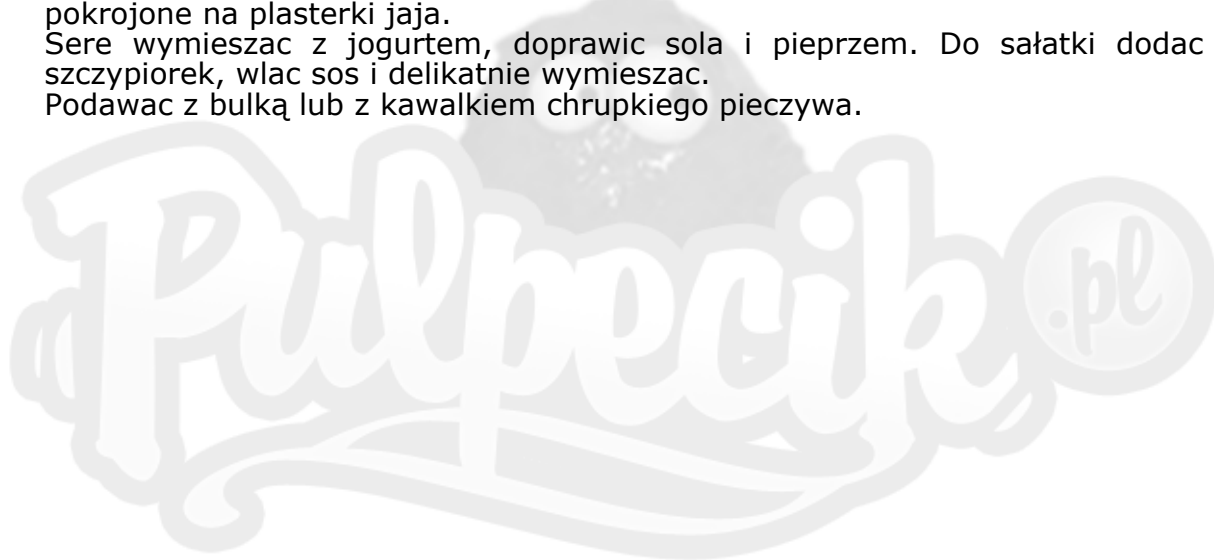 pokrojone na plasterki jaja.
Sere wymieszac z jogurtem, doprawic sola i pieprzem. Do sałatki dodac
szczypiorek, wlac sos i delikatnie wymieszac.
Podawac z bulką lub z kawalkiem chrupkiego pieczywa.
Pulpecik.pl